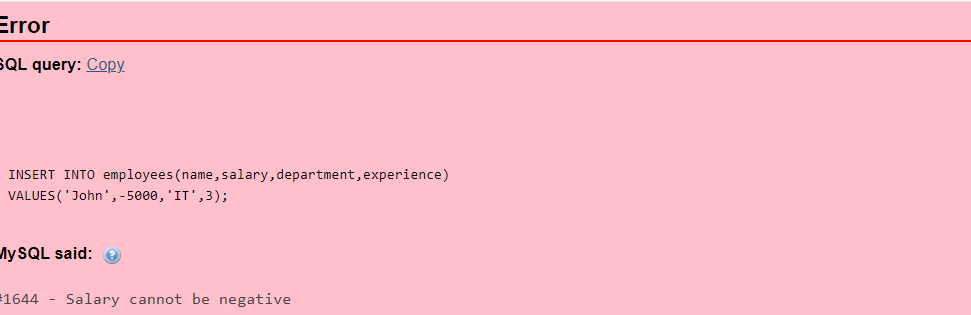 Error
SQL query: Copy
INSERT INTO employees(name,salary,department,experience)
VALUES('John',-5000,'IT',3);
MySQL said:
#1644 - Salary cannot be negative